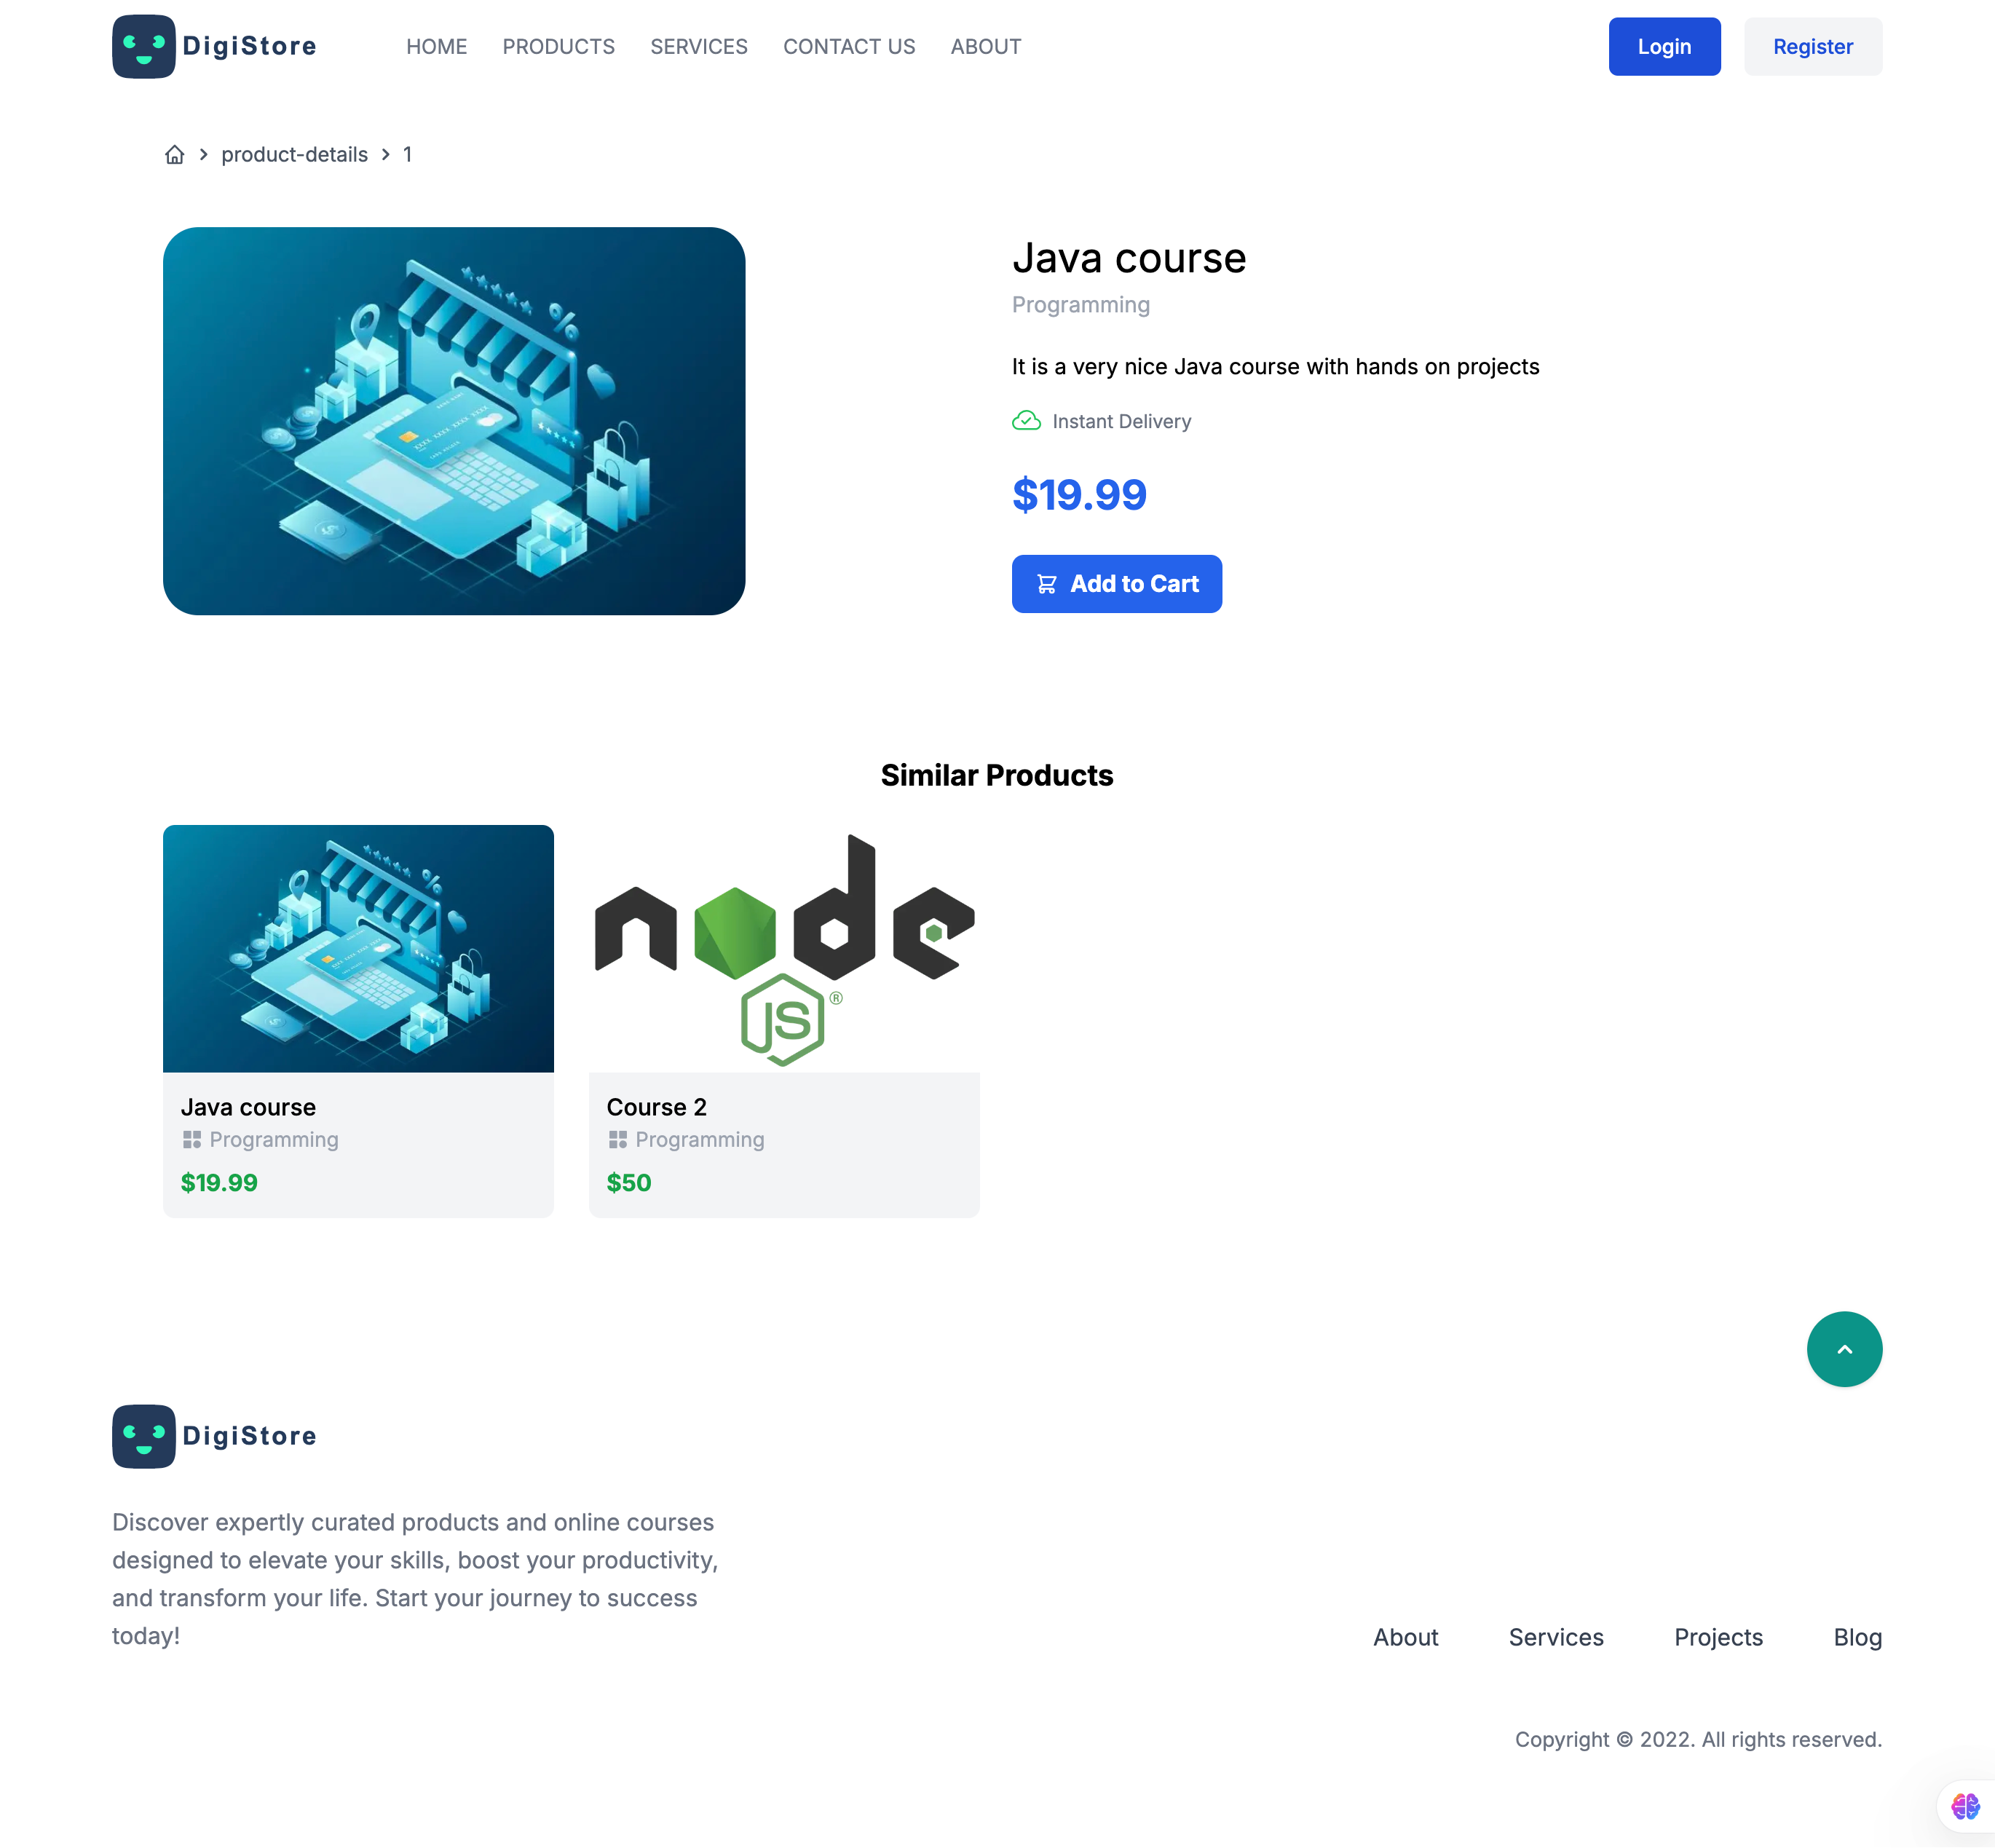 DigiStore
HOME PRODUCTS SERVICES CONTACT US ABOUT
Login
Register
product-details > 1
Java course
Programming
It is a very nice Java course with hands on projects
Instant Delivery
$19.99
Add to Cart
Similar Products
node
JS®
Java course
Programming
$19.99
Course 2
Programming
$50
DigiStore
Discover expertly curated products and online courses
designed to elevate your skills, boost your productivity,
and transform your life. Start your journey to success
today!
About Services Projects Blog
Copyright © 2022. All rights reserved.